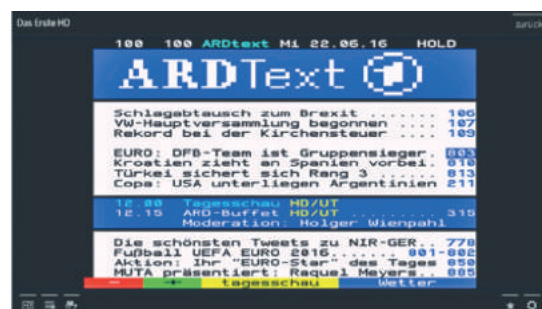 Das Erste HD
zurück
100 100 ARDtext Mi 22.06.16 HOLD
ARDText 1
Schlagabtausch zum Brexit ....... 106
VW-Hauptversammlung begonnen .... 107
Rekord bei der Kirchensteuer .... 109
EURO: DFB-Team ist Gruppensieger. 803
Kroatien zieht an Spanien vorbei. 810
Türkei sichert sich Rang 3 ...... 813
Copa: USA unterliegen Argentinien 211
12.00 Tagesschau HD/UT
12.15 ARD-Buffet HD/UT .......... 315
Moderation: Holger Wienpahl
Die schönsten Tweets zu NIR-GER.. 778
Fußball UEFA EURO 2016....... 801-802
Aktion: Ihr "EURO-Star" des Tages 850
MUTA präsentiert: Raquel Meyers.. 885
- + tagesschau Wetter